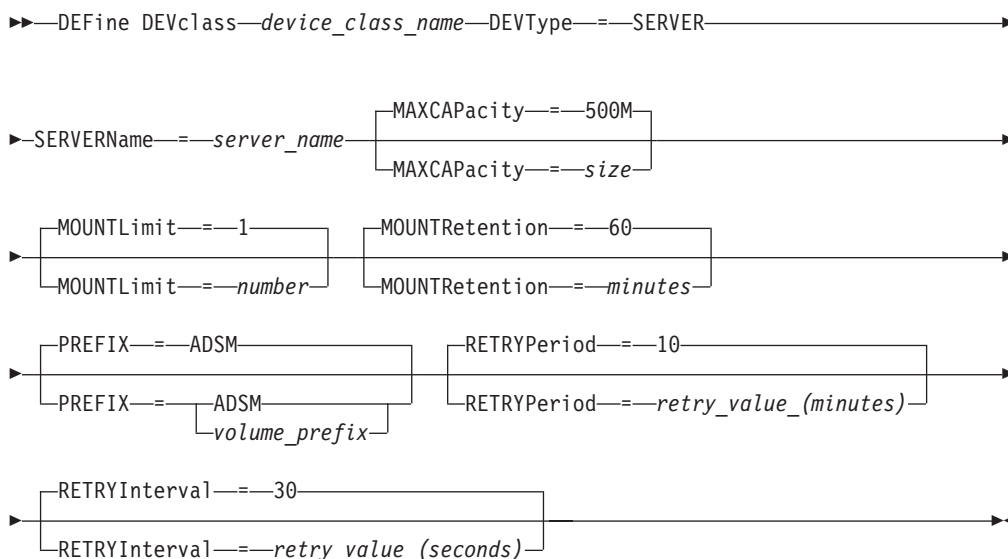 DEFine DEVclass device_class_name DEVType = SERVER
SERVERName = server_name MAXCAPacity = 500M
MAXCAPacity = size
MOUNTLimit = 1 MOUNTRetention = 60
MOUNTLimit = number MOUNTRetention = minutes
PREFIX = ADSM RETRYPeriod = 10
PREFIX = ADSM RETRYPeriod = retry_value_(minutes)
volume_prefix
RETRYInterval = 30
RETRYInterval = retry_value_(seconds)